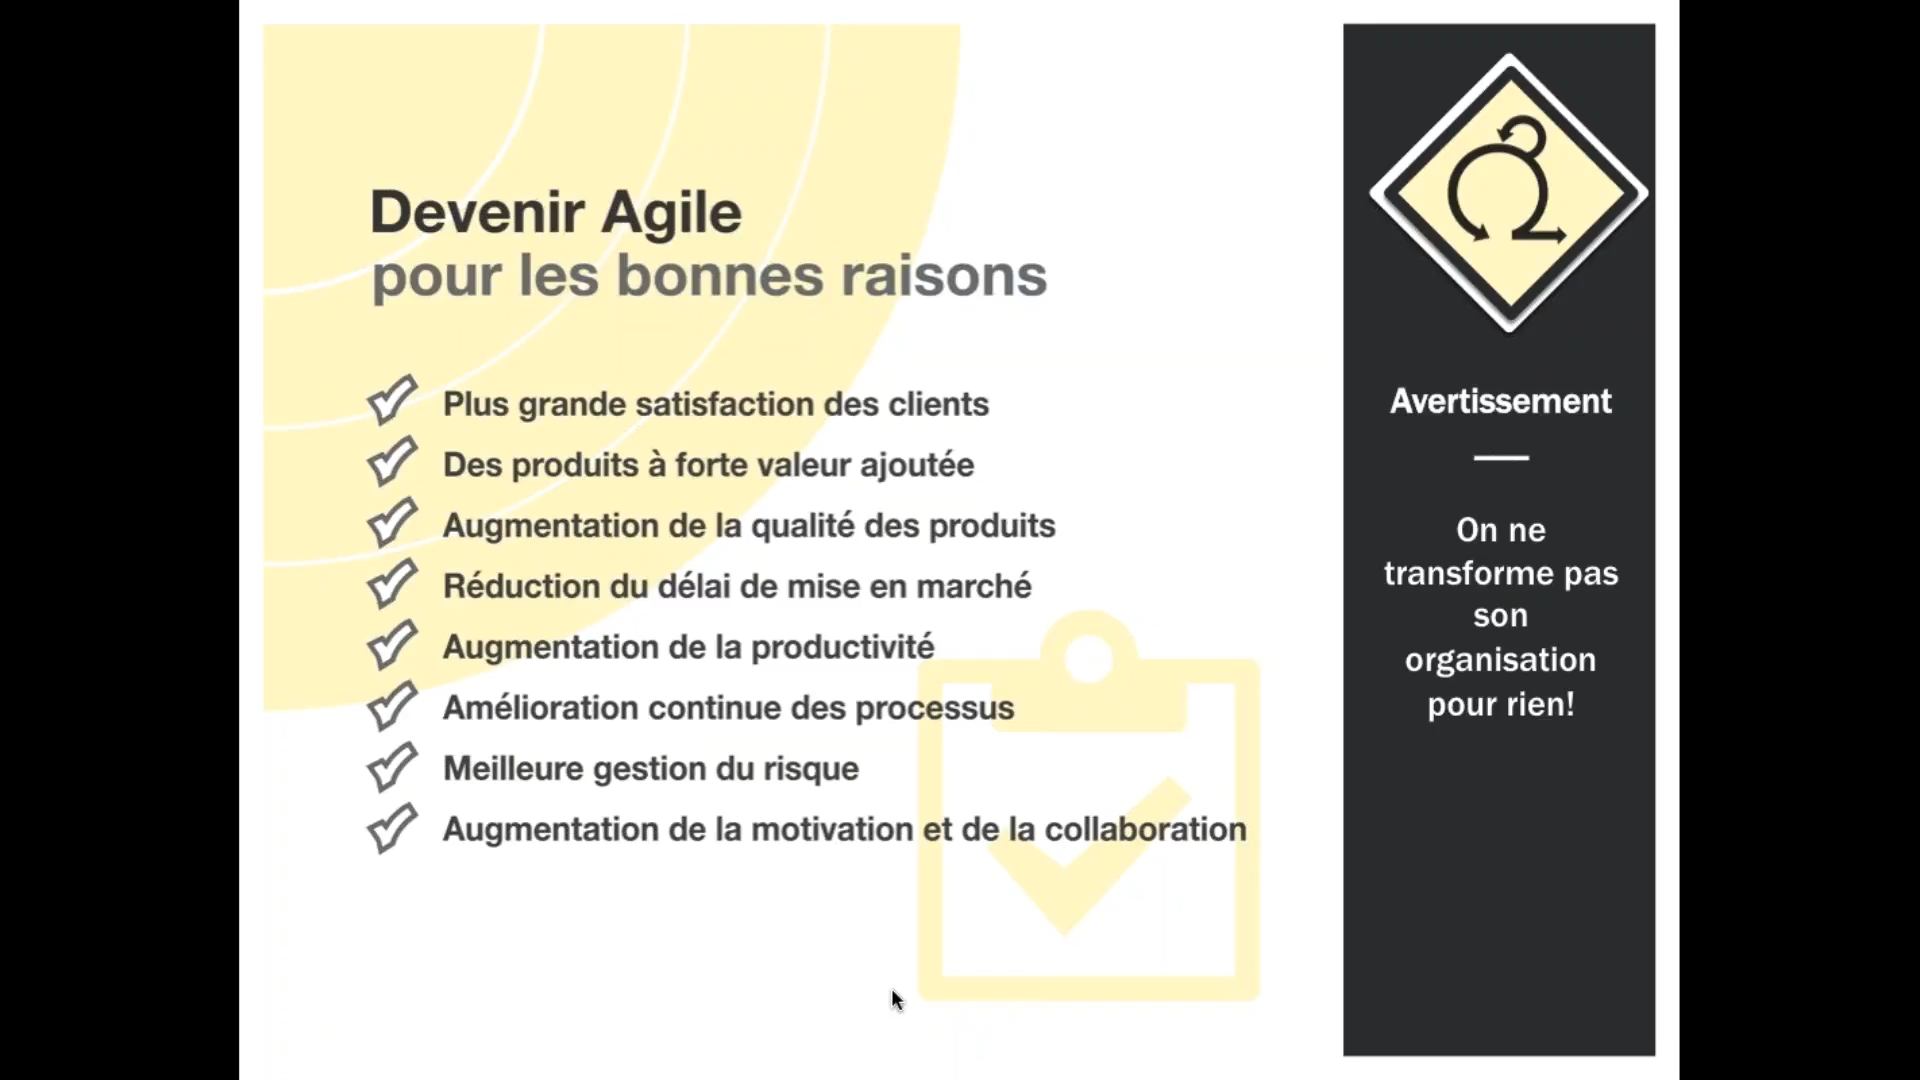 Devenir Agile
pour les bonnes raisons
Plus grande satisfaction des clients
Des produits à forte valeur ajoutée
Augmentation de la qualité des produits
Réduction du délai de mise en marché
Augmentation de la productivité
Amélioration continue des processus
Meilleure gestion du risque
Augmentation de la motivation et de la collaboration
Avertissement
On ne
transforme pas
son
organisation
pour rien!